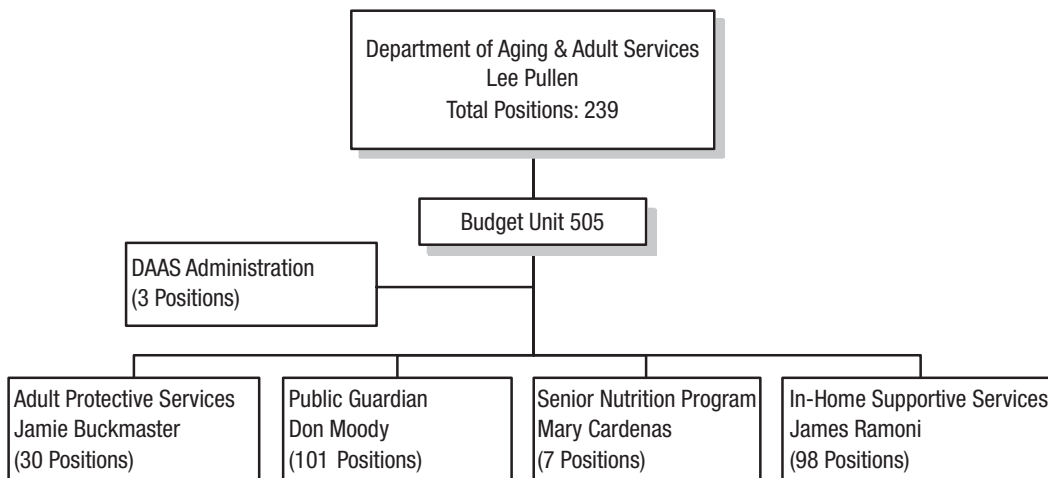 Department of Aging & Adult Services
Lee Pullen
Total Positions: 239
Budget Unit 505
DAAS Administration
(3 Positions)
Adult Protective Services
Jamie Buckmaster
(30 Positions)
Public Guardian
Don Moody
(101 Positions)
Senior Nutrition Program
Mary Cardenas
(7 Positions)
In-Home Supportive Services
James Ramoni
(98 Positions)